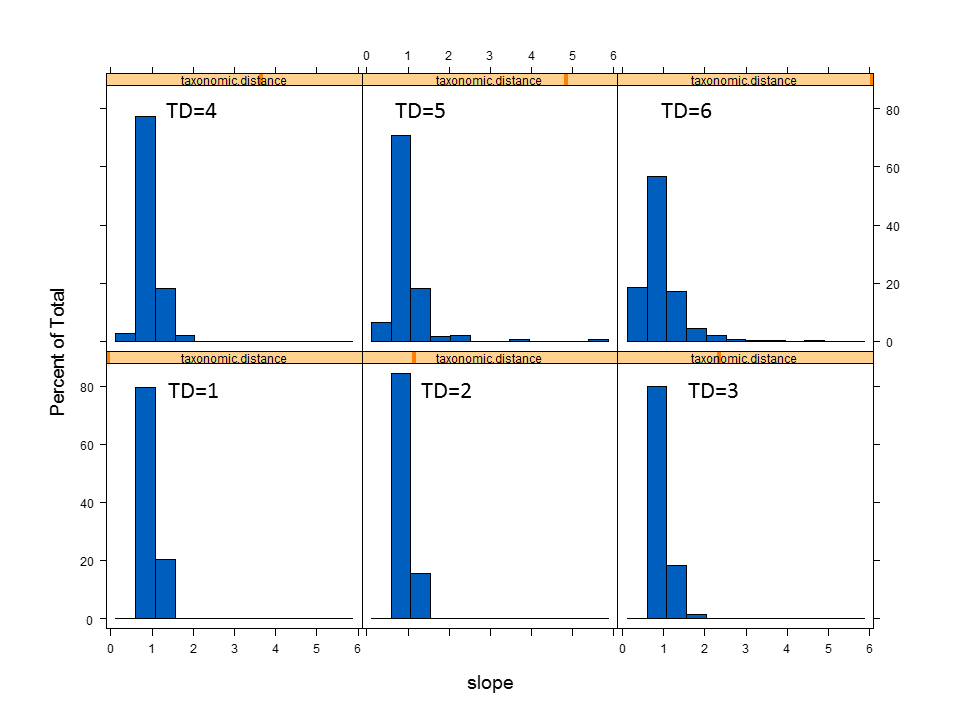 0 1 2 3 4 5 6
taxonomic.distance taxonomic.distance taxonomic.distance
TD=4 TD=5 TD=6
80
60
40
20
0
Percent of Total
taxonomic.distance taxonomic.distance taxonomic.distance
TD=1 TD=2 TD=3
80
60
40
20
0
0 1 2 3 4 5 6 0 1 2 3 4 5 6
slope